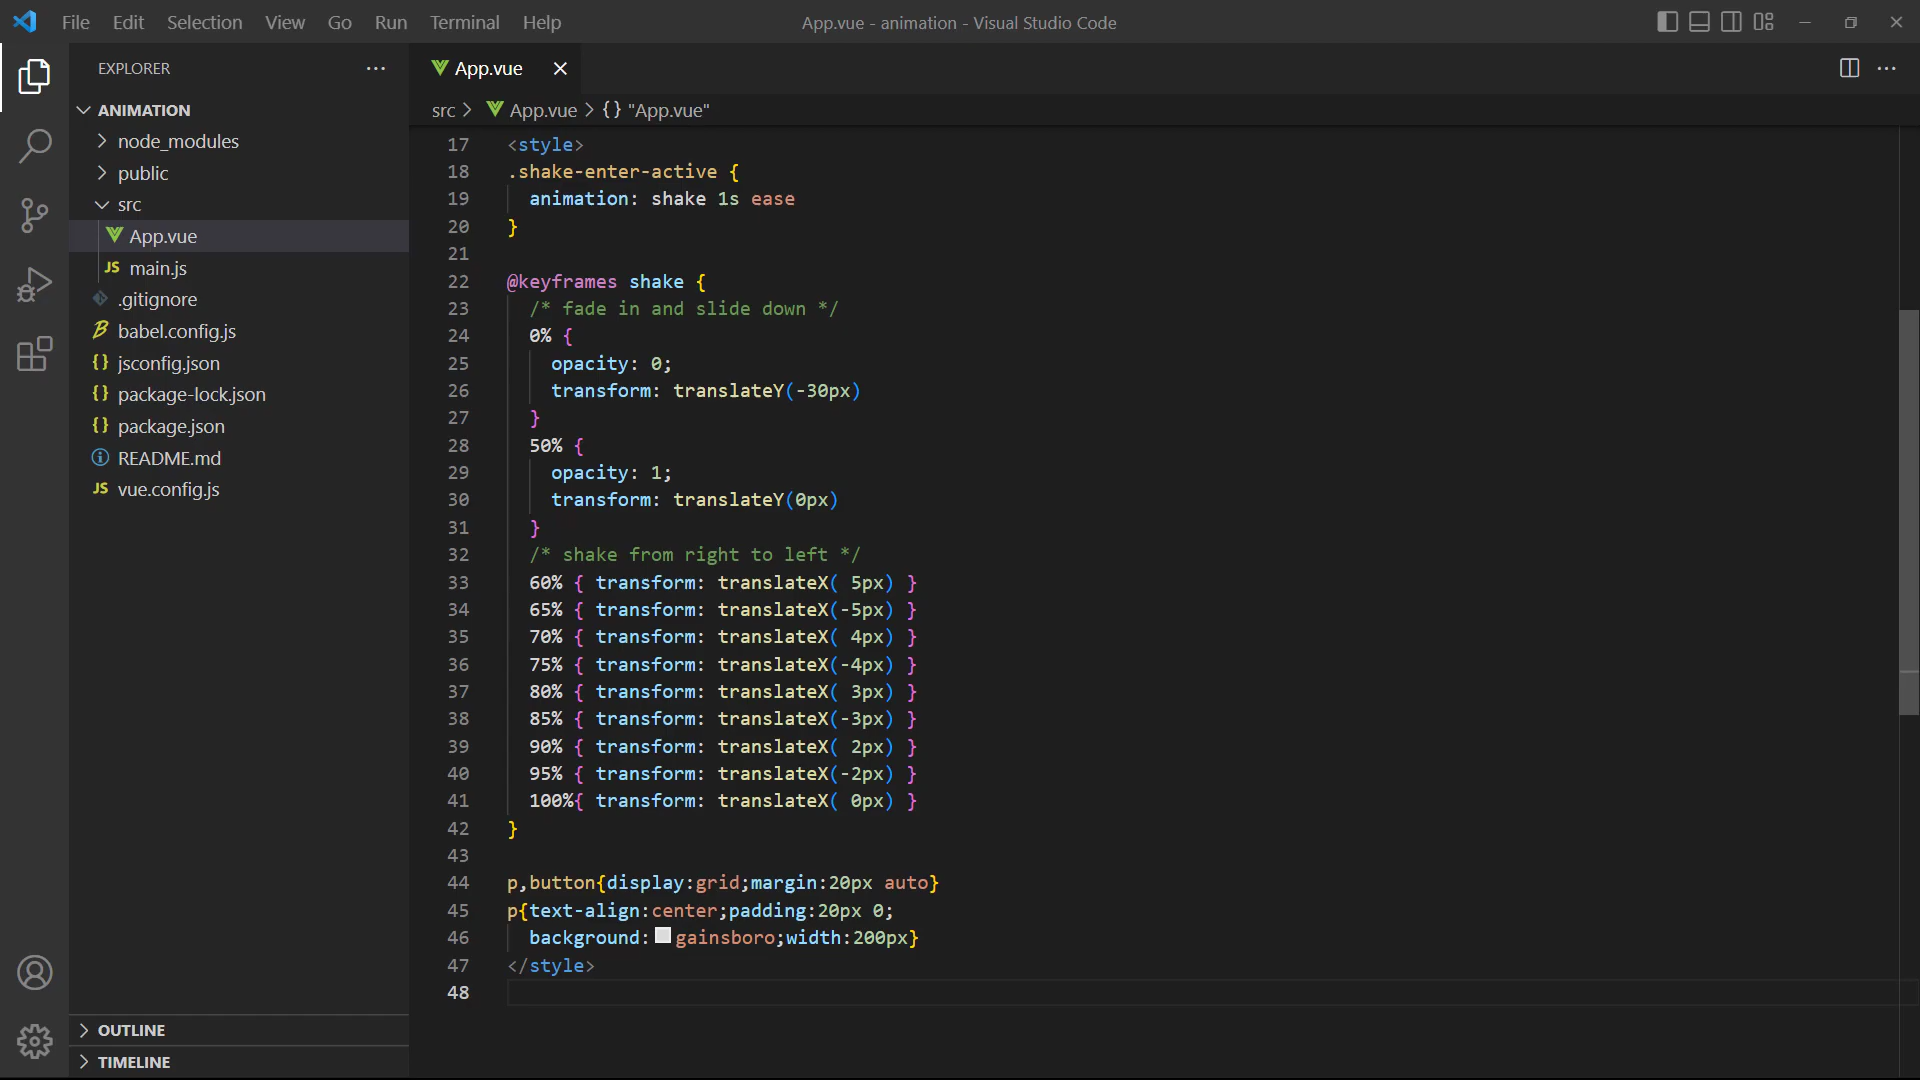 File Edit Selection View Go Run Terminal Help
App.vue - animation - Visual Studio Code
EXPLORER
ANIMATION
node_modules
public
src
App.vue
JS main.js
.gitignore
babel.config.js
{} jsconfig.json
{} package-lock.json
{} package.json
README.md
JS vue.config.js
OUTLINE
TIMELINE
App.vue
src > App.vue > {} "App.vue"
17 <style>
18 .shake-enter-active {
19   animation: shake 1s ease
20 }
21
22 @keyframes shake {
23   /* fade in and slide down */
24   0% {
25     opacity: 0;
26     transform: translateY(-30px)
27   }
28   50% {
29     opacity: 1;
30     transform: translateY(0px)
31   }
32   /* shake from right to left */
33   60% { transform: translateX( 5px) }
34   65% { transform: translateX(-5px) }
35   70% { transform: translateX( 4px) }
36   75% { transform: translateX(-4px) }
37   80% { transform: translateX( 3px) }
38   85% { transform: translateX(-3px) }
39   90% { transform: translateX( 2px) }
40   95% { transform: translateX(-2px) }
41   100%{ transform: translateX( 0px) }
42 }
43
44 p,button{display:grid;margin:20px auto}
45 p{text-align:center;padding:20px 0;
46   background:gainsboro;width:200px}
47 </style>
48